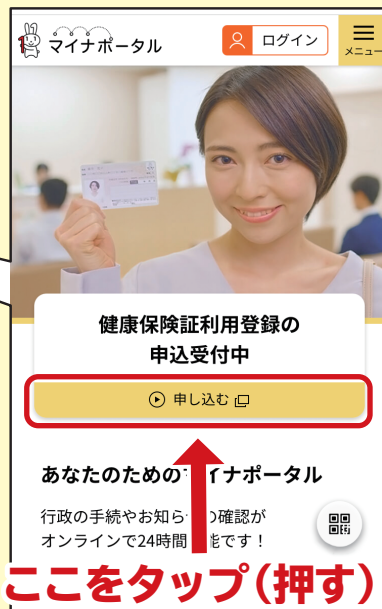 マイナポータル
ログイン
メニュー
健康保険証利用登録の
申込受付中
申し込む
あなたのための
イナポータル
行政の手続やお知ら
の確認が
オンラインで24時間
能です！
ここをタップ（押す）